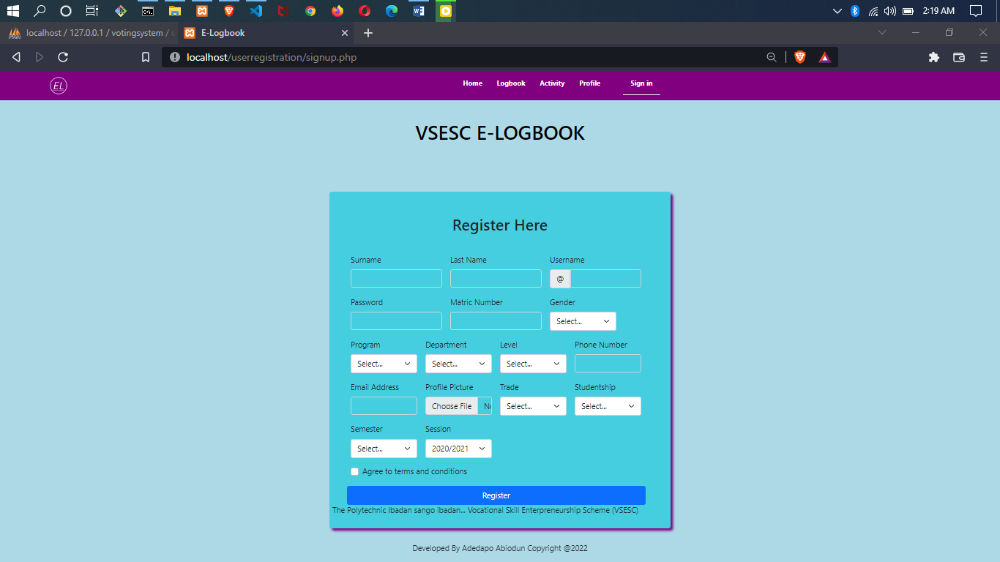 2:19 AM
localhost / 127.0.0.1 / votingsystem /
E-Logbook
localhost/userregistration/signup.php
EL
Home Logbook Activity Profile Sign in
VSESC E-LOGBOOK
Register Here
Surname Last Name Username
@
Password Matric Number Gender
Select...
Program Department Level Phone Number
Select... Select... Select...
Email Address Profile Picture Trade Studentship
Choose File No Select... Select...
Semester Session
Select... 2020/2021
Agree to terms and conditions
Register
The Polytechnic Ibadan sango ibadan... Vocational Skill Enterpreneurship Scheme (VSESC)
Developed By Adedapo Abiodun Copyright @2022